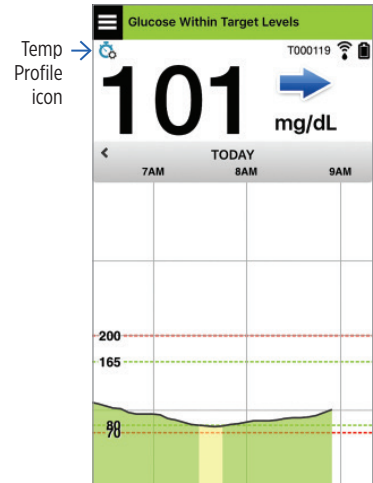 Glucose Within Target Levels
Temp
Profile
icon
T000119
101
mg/dL
TODAY
7AM 8AM 9AM
200
165
80
70